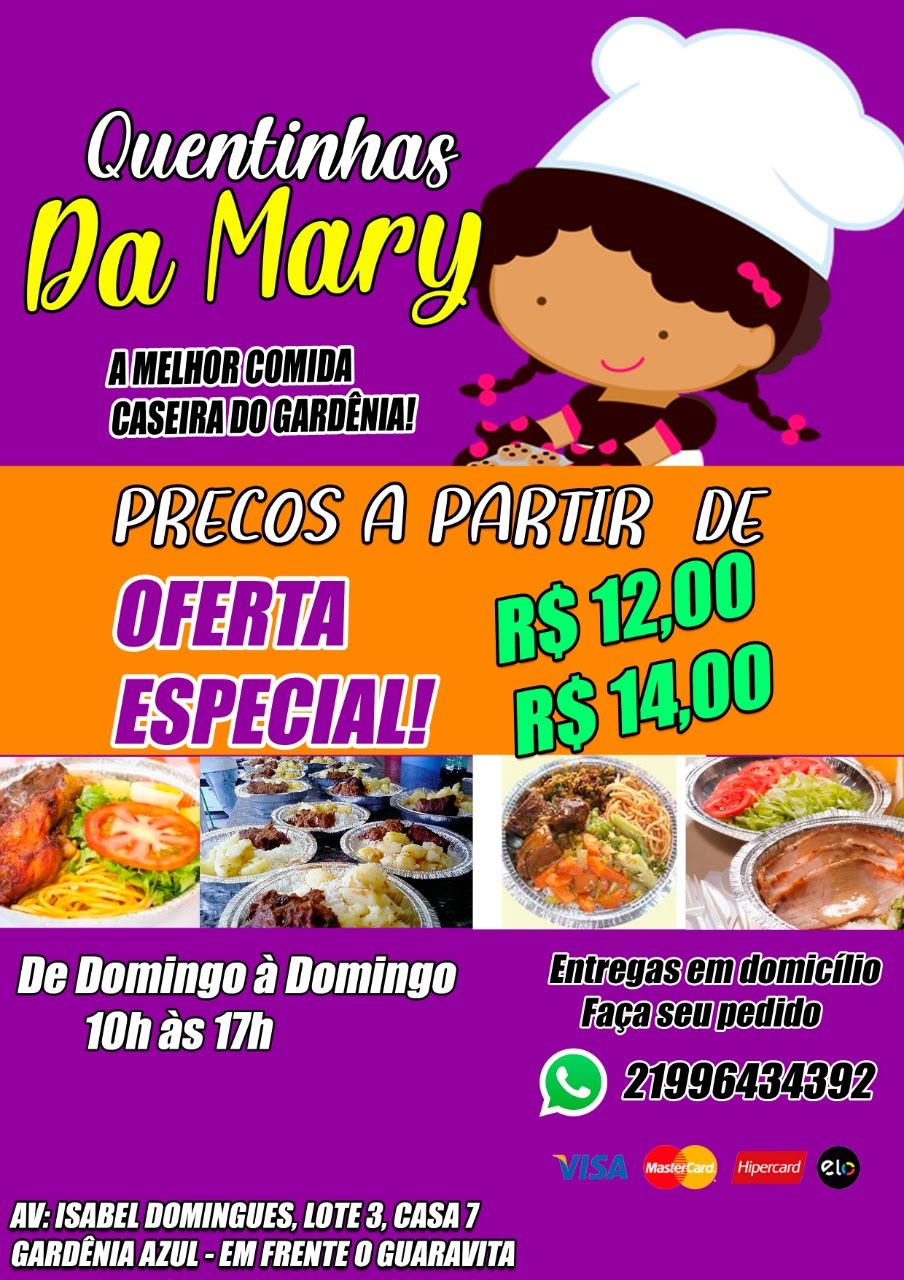 Quentinhas
Da Mary
A MELHOR COMIDA
CASEIRA DO GARDÊNIA!
PRECOS A PARTIR DE
OFERTA
ESPECIAL!
R$ 12,00
R$ 14,00
De Domingo à Domingo
10h às 17h
Entregas em domicílio
Faça seu pedido
21996434392
VISA
MasterCard
Hipercard
elo
AV: ISABEL DOMINGUES, LOTE 3, CASA 7
GARDÊNIA AZUL - EM FRENTE O GUARAVITA